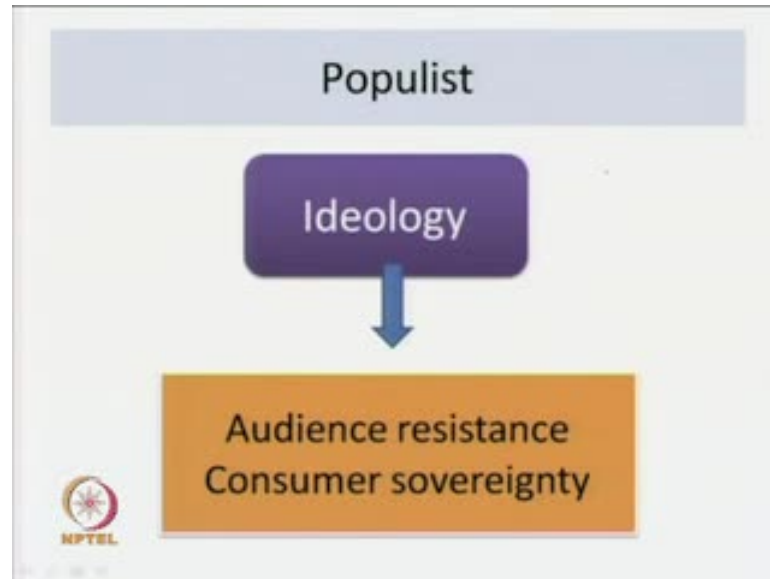 Populist
Ideology
Audience resistance
Consumer sovereignty
NPTEL